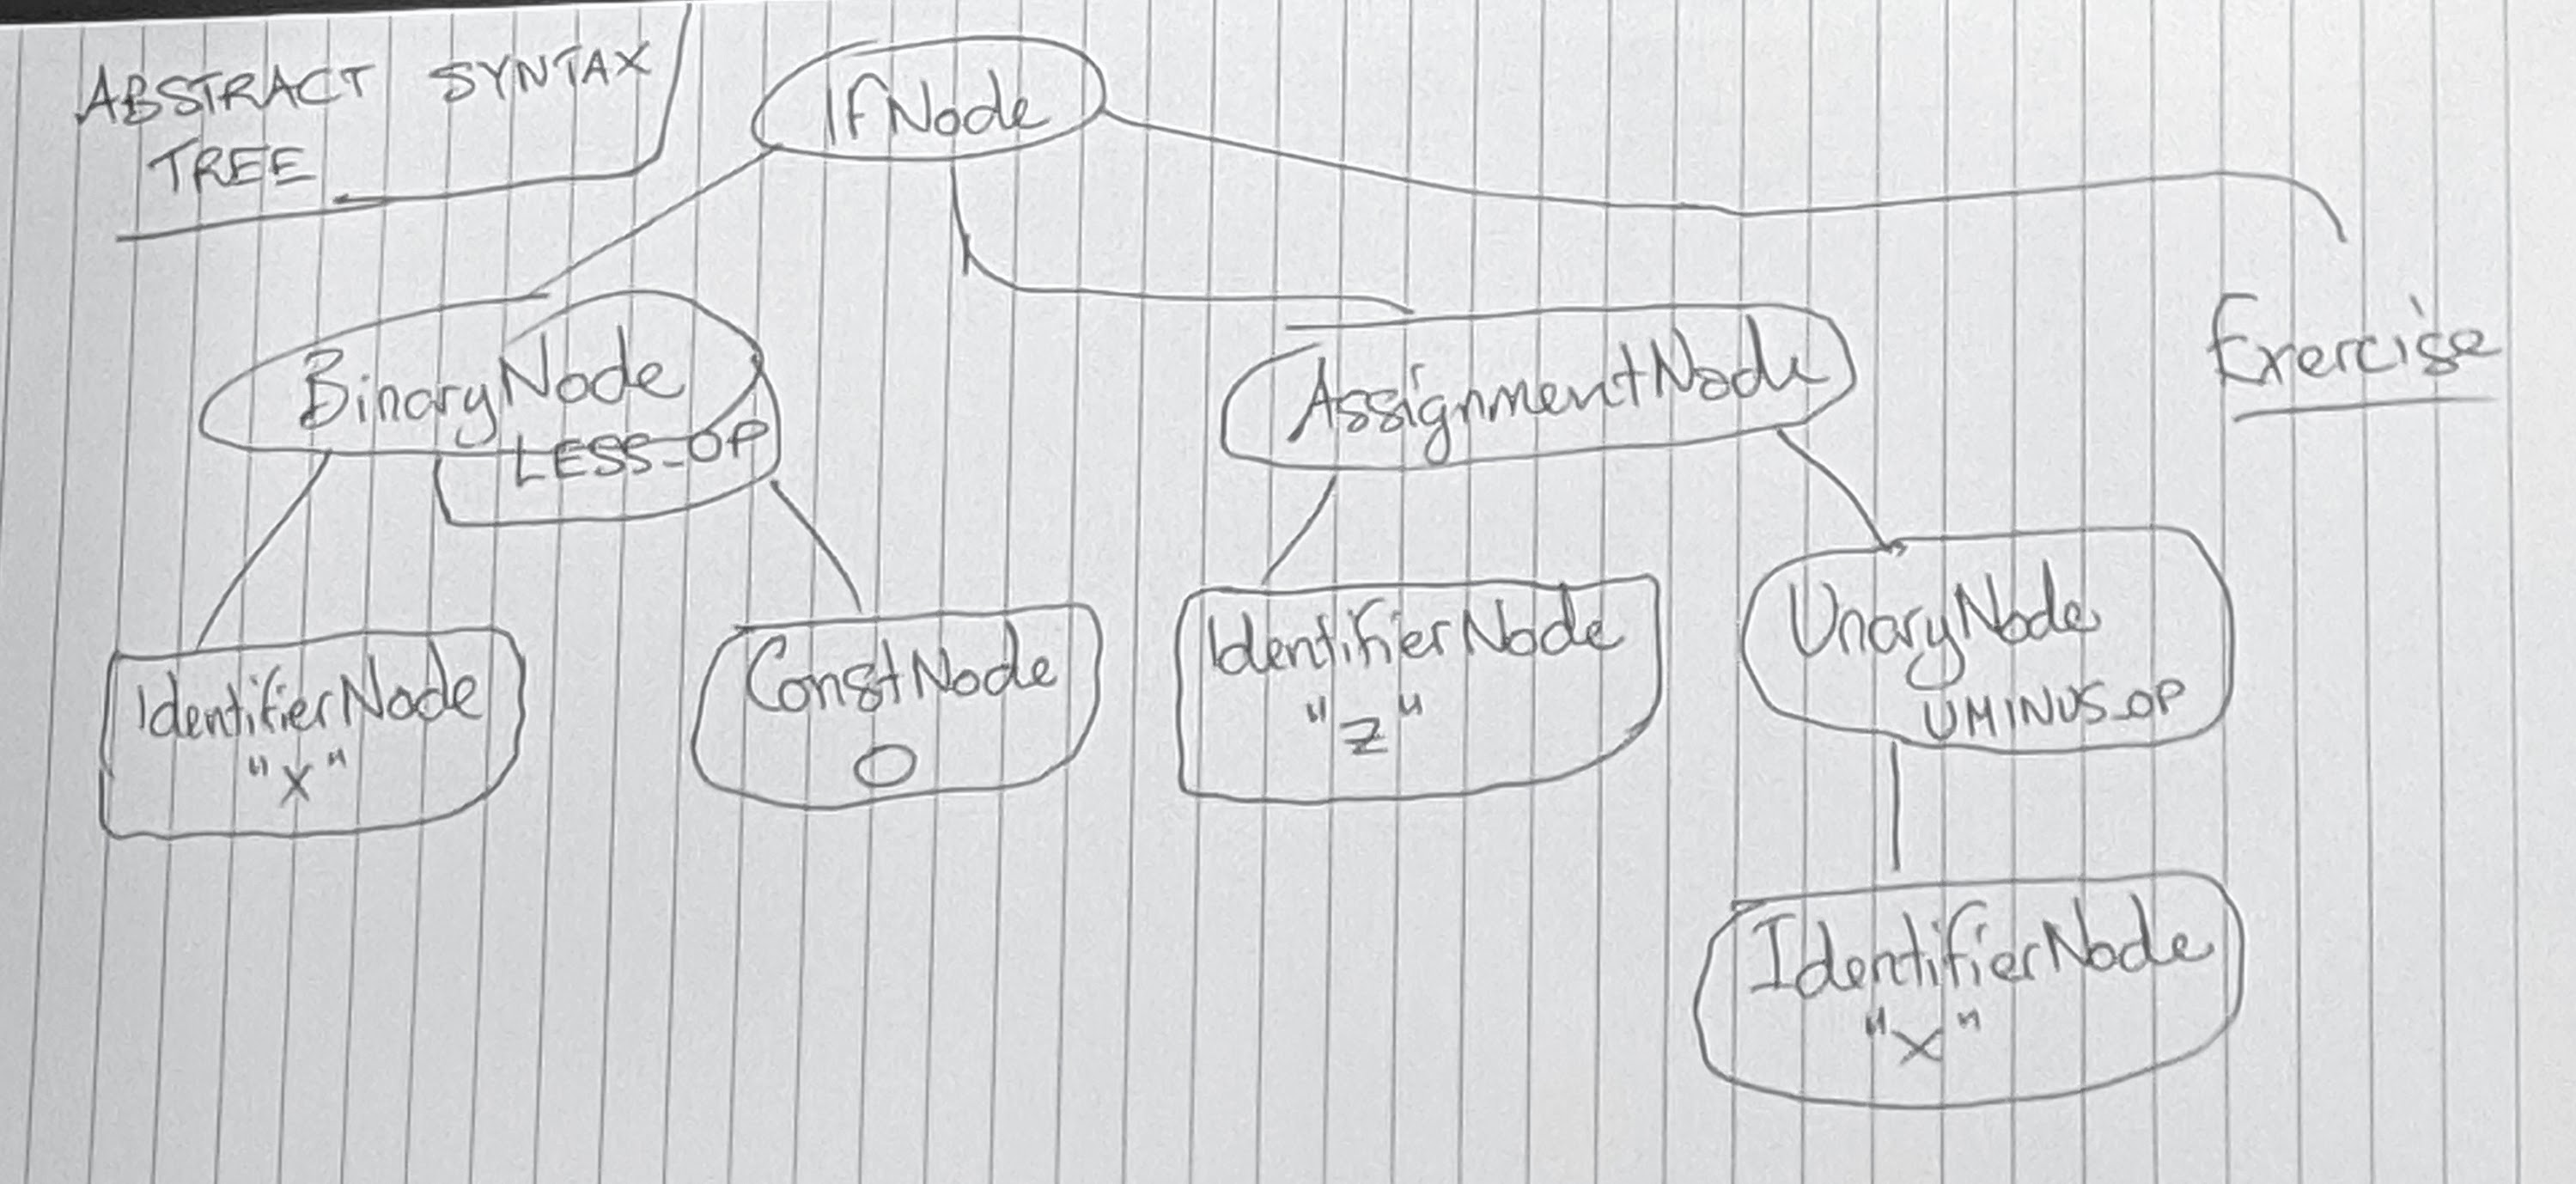 ABSTRACT SYNTAX
TREE
IfNode
BinaryNode
LESS_OP
AssignmentNode
Exercise
IdentifierNode
"x"
ConstNode
0
IdentifierNode
"z"
UnaryNode
UMINUS_OP
IdentifierNode
"x"